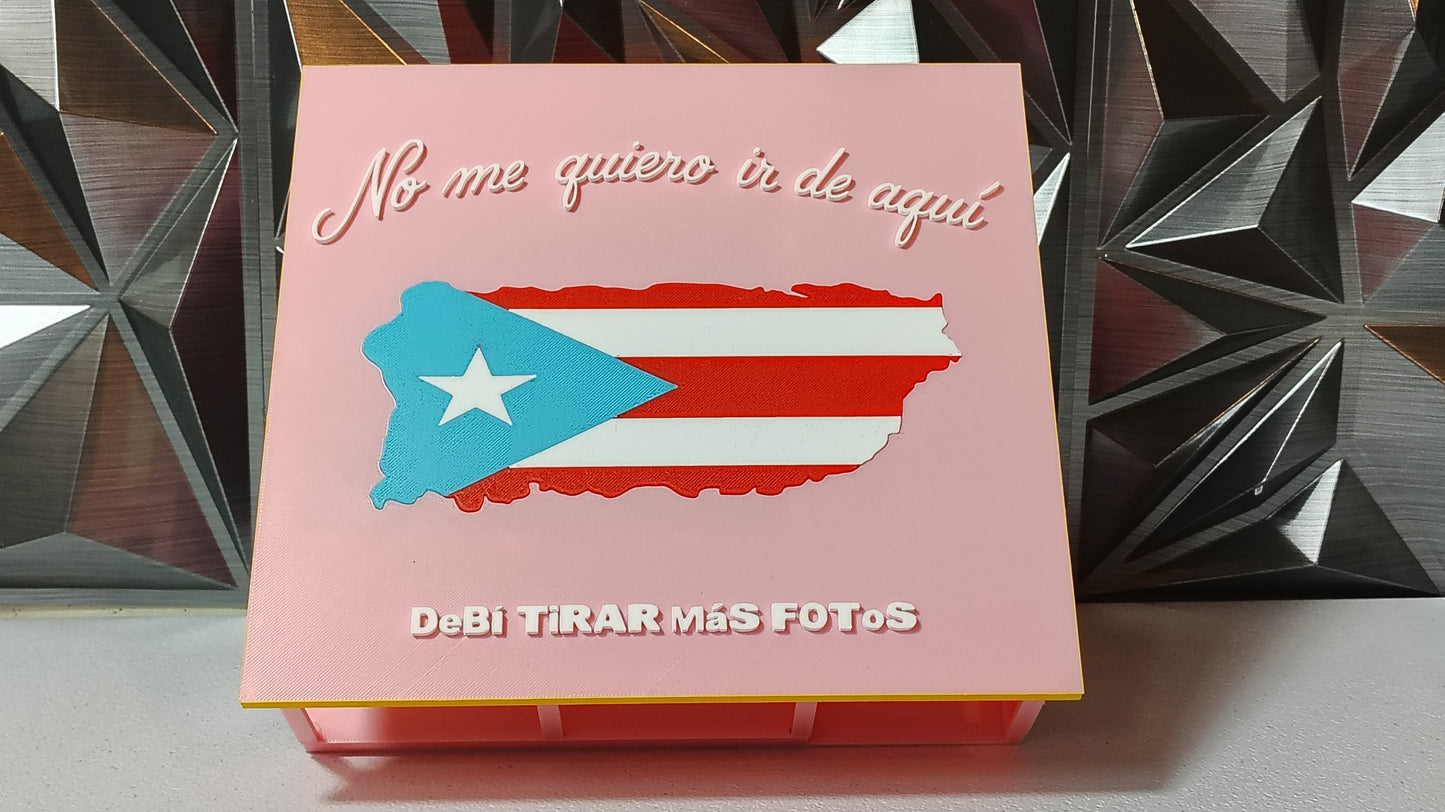 No me quiero ir de aquí
DeBÍ TiRAR MáS FOToS